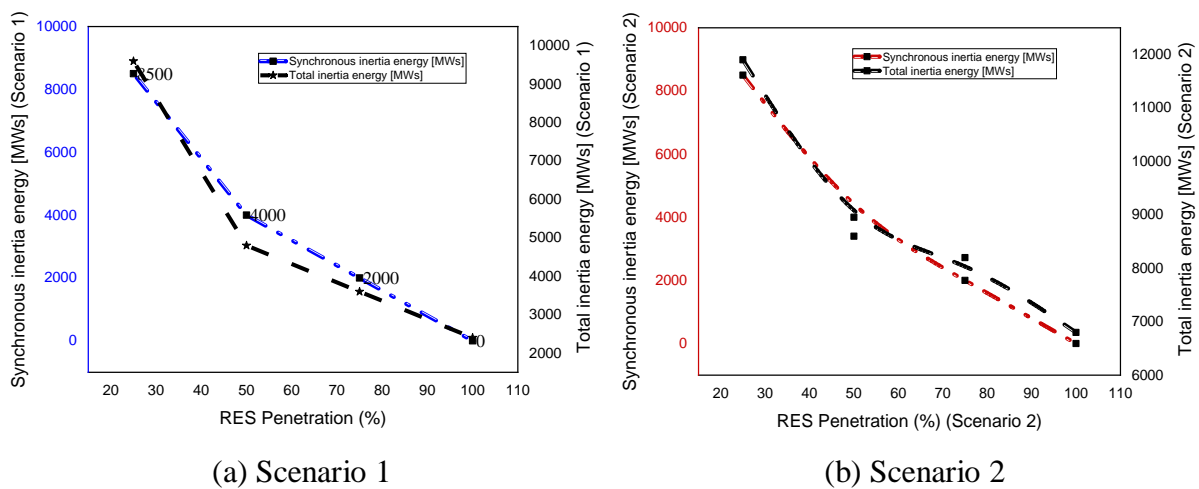 Synchronous inertia energy [MWs] (Scenario 1)
10000
8000
6000
4000
2000
0
Synchronous inertia energy [MWs]
Total inertia energy [MWs]
8500
4000
2000
0
10000
9000
8000
7000
6000
5000
4000
3000
2000
Total inertia energy [MWs] (Scenario 1)
20 30 40 50 60 70 80 90 100 110
RES Penetration (%)
(a) Scenario 1
Synchronous inertia energy [MWs] (Scenario 2)
10000
8000
6000
4000
2000
0
Synchronous inertia energy [MWs]
Total inertia energy [MWs]
12000
11000
10000
9000
8000
7000
6000
Total inertia energy [MWs] (Scenario 2)
20 30 40 50 60 70 80 90 100 110
RES Penetration (%) (Scenario 2)
(b) Scenario 2